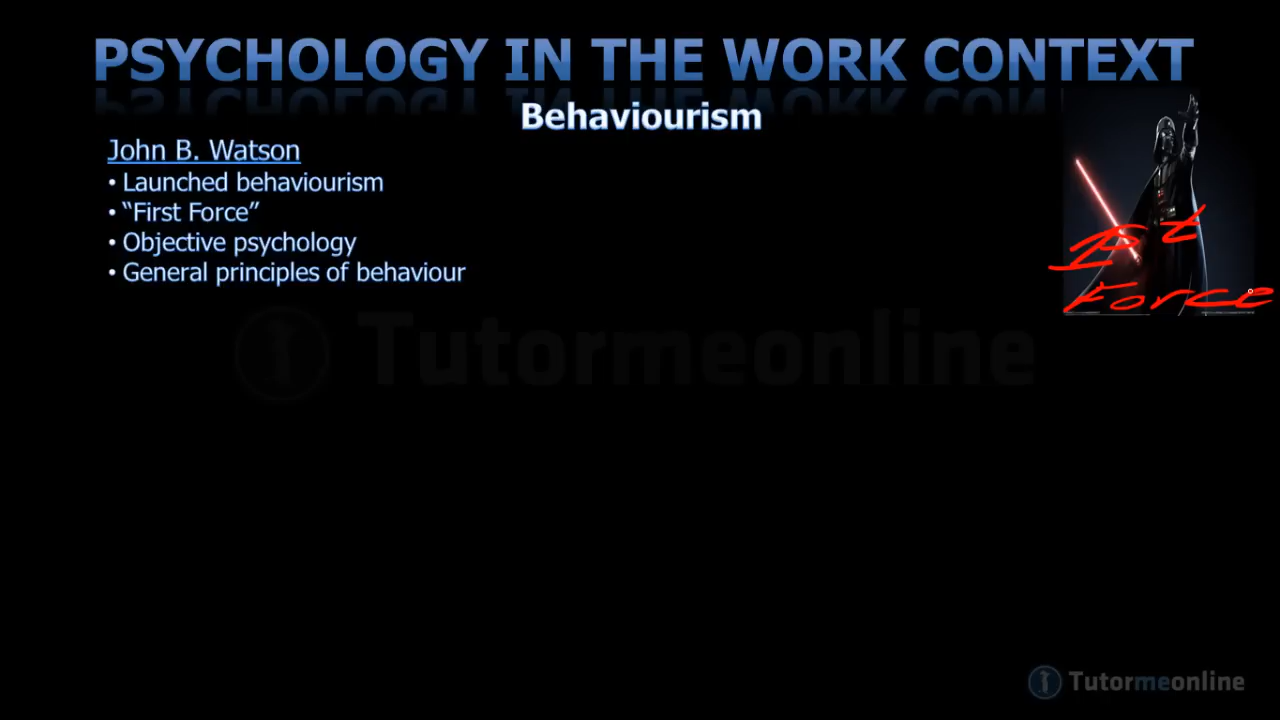 PSYCHOLOGY IN THE WORK CONTEXT
Behaviourism
John B. Watson
• Launched behaviourism
• “First Force”
• Objective psychology
• General principles of behaviour
1st
Force
Tutormeonline
Tutormeonline